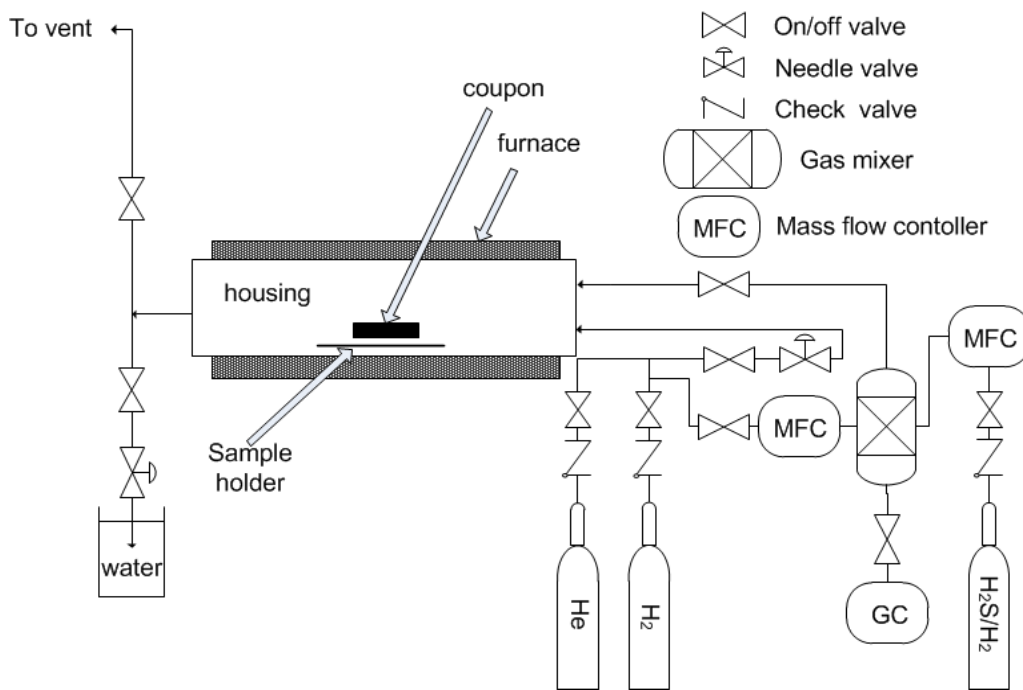 To vent
On/off valve
Needle valve
Check valve
Gas mixer
MFC
Mass flow contoller
coupon
furnace
housing
MFC
MFC
Sample
holder
water
He
H₂
GC
H₂S/H₂